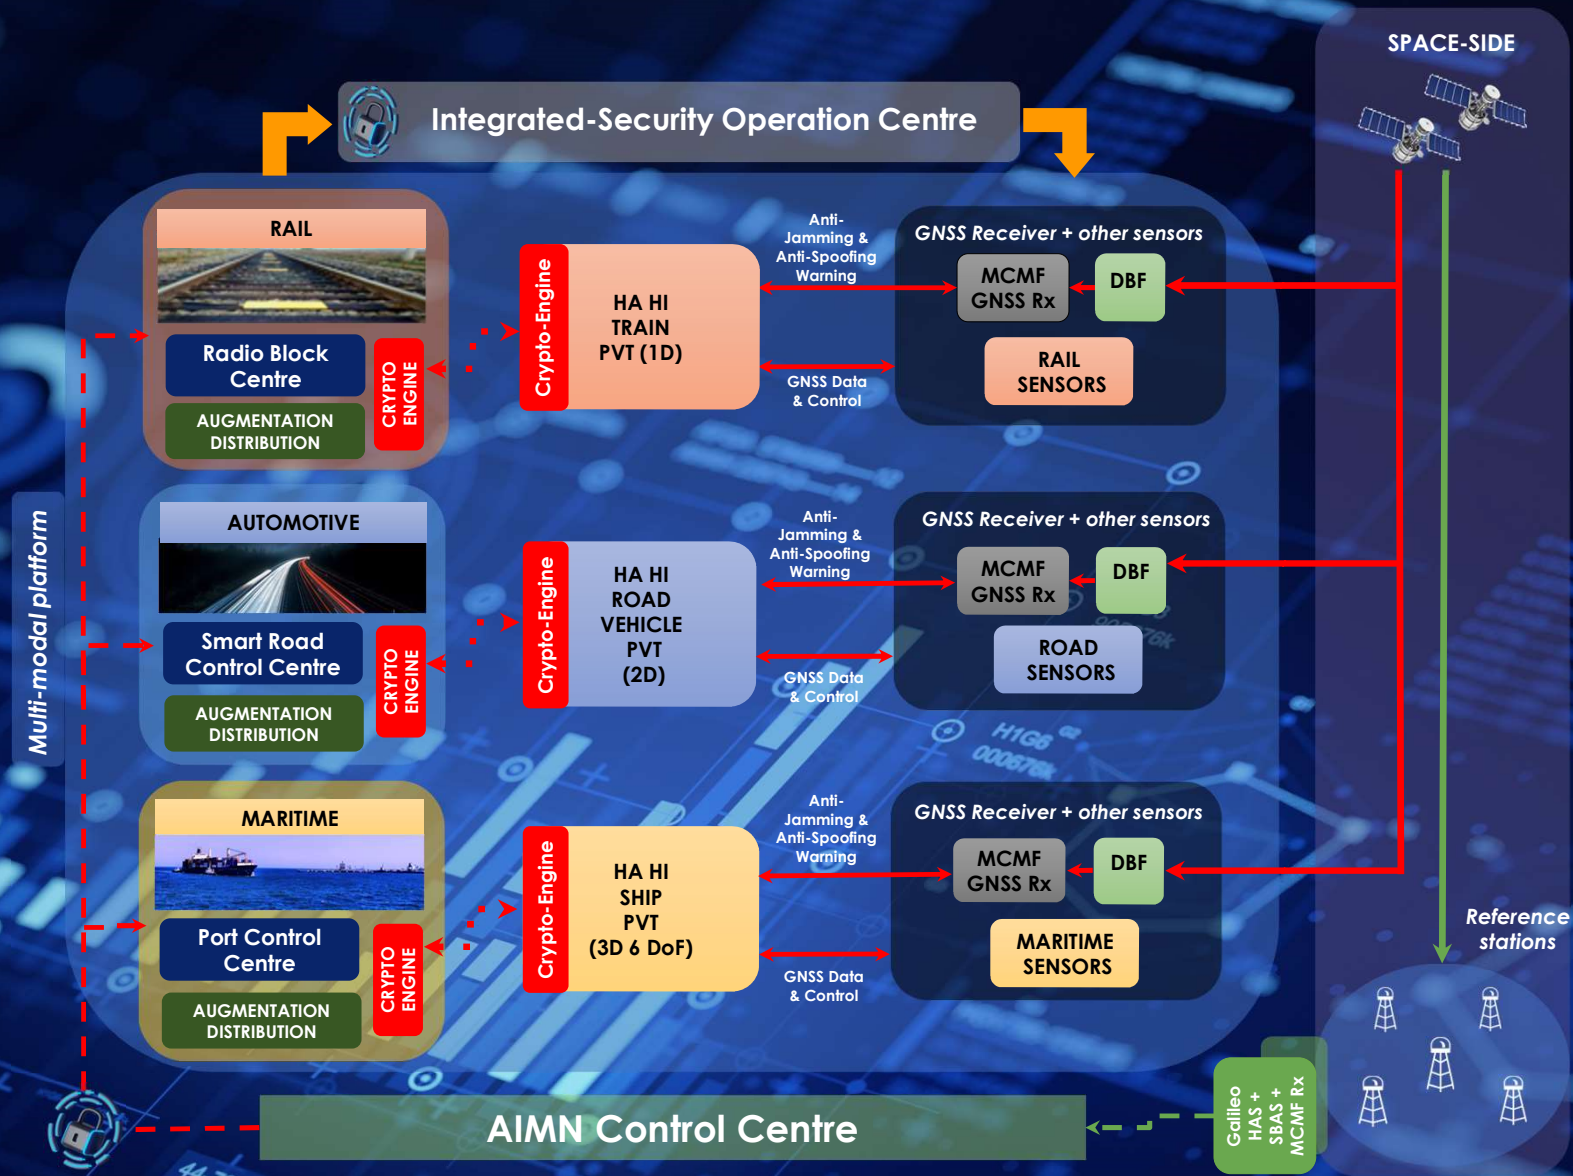 SPACE-SIDE
Integrated-Security Operation Centre
Multi-modal platform
RAIL
Radio Block
Centre
AUGMENTATION
DISTRIBUTION
CRYPTO
ENGINE
Crypto-Engine
HA HI
TRAIN
PVT (1D)
Anti-
Jamming &
Anti-Spoofing
Warning
GNSS Data
& Control
GNSS Receiver + other sensors
MCMF
GNSS Rx
DBF
RAIL
SENSORS
AUTOMOTIVE
Smart Road
Control Centre
AUGMENTATION
DISTRIBUTION
CRYPTO
ENGINE
Crypto-Engine
HA HI
ROAD
VEHICLE
PVT
(2D)
Anti-
Jamming &
Anti-Spoofing
Warning
GNSS Data
& Control
GNSS Receiver + other sensors
MCMF
GNSS Rx
DBF
ROAD
SENSORS
H1G6
000676k
MARITIME
Port Control
Centre
AUGMENTATION
DISTRIBUTION
CRYPTO
ENGINE
Crypto-Engine
HA HI
SHIP
PVT
(3D 6 DoF)
Anti-
Jamming &
Anti-Spoofing
Warning
GNSS Data
& Control
GNSS Receiver + other sensors
MCMF
GNSS Rx
DBF
MARITIME
SENSORS
Reference
stations
Galileo
HAS +
SBAS +
MCMF Rx
AIMN Control Centre